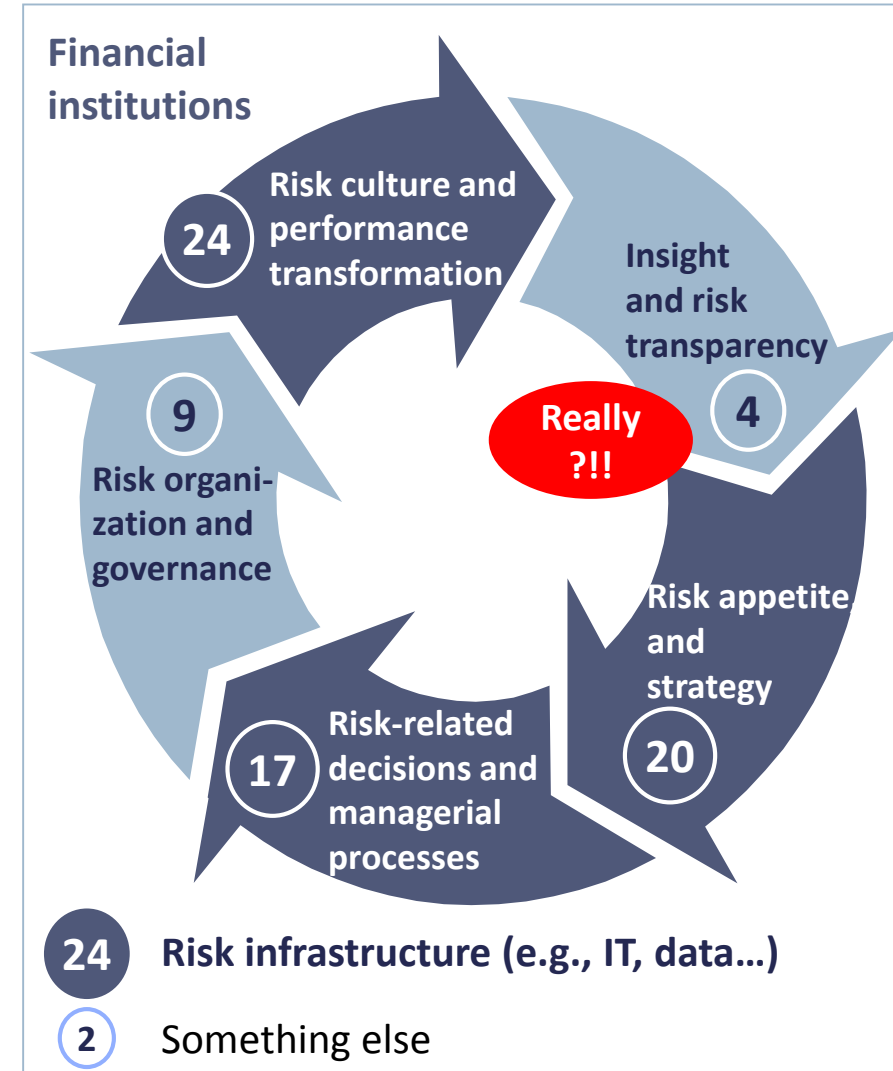 Financial
institutions
24
Risk culture and
performance
transformation
Insight
and risk
transparency
4
Really
?!!
Risk appetite
and
strategy
20
Risk-related
decisions and
managerial
processes
17
9
Risk organi-
zation and
governance
24 Risk infrastructure (e.g., IT, data…)
2 Something else